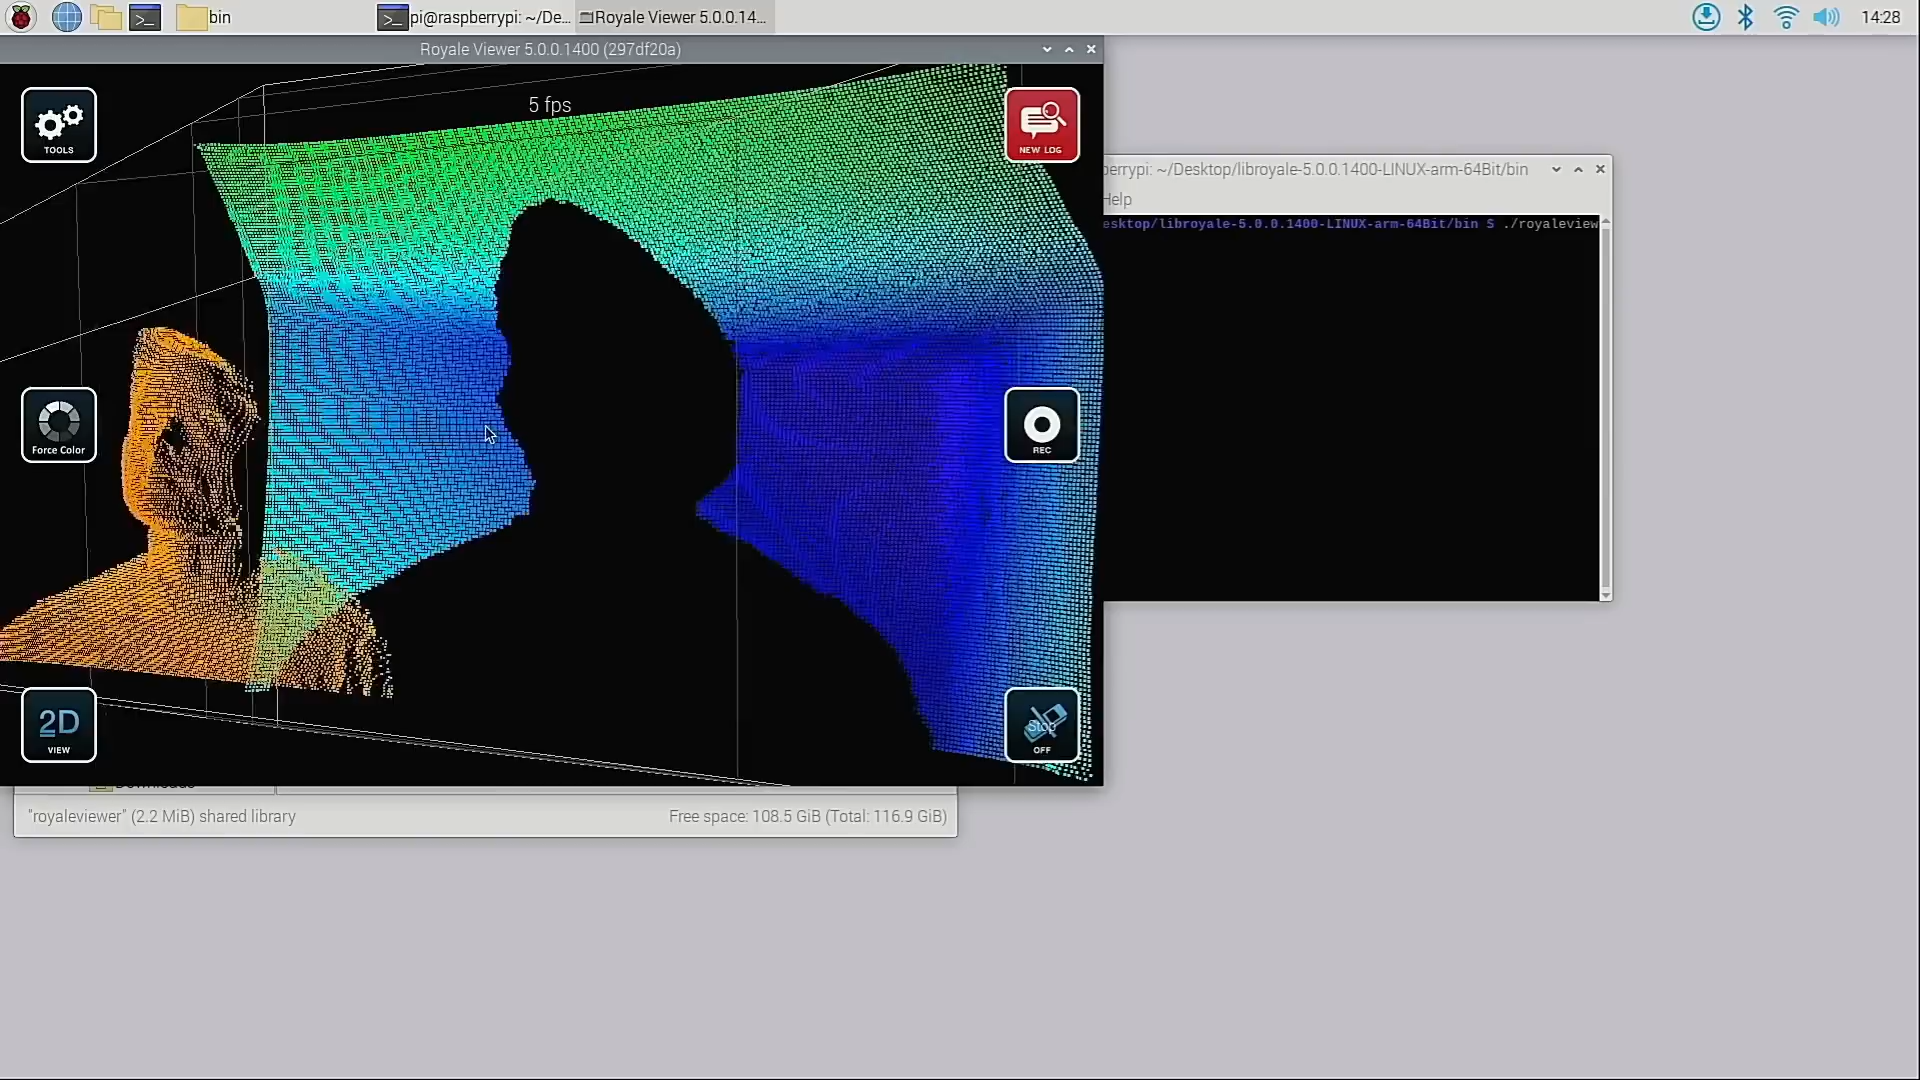 bin
pi@raspberrypi: ~/De...
Royale Viewer 5.0.0.14...
14:28
Royale Viewer 5.0.0.1400 (297df20a)
5 fps
TOOLS
NEW LOG
Force Color
REC
2D
VIEW
Stop
OFF
berrypi: ~/Desktop/libroyale-5.0.0.1400-LINUX-arm-64Bit/bin
Help
esktop/libroyale-5.0.0.1400-LINUX-arm-64Bit/bin $ ./royaleview
Downloads
"royaleviewer" (2.2 MiB) shared library
Free space: 108.5 GiB (Total: 116.9 GiB)